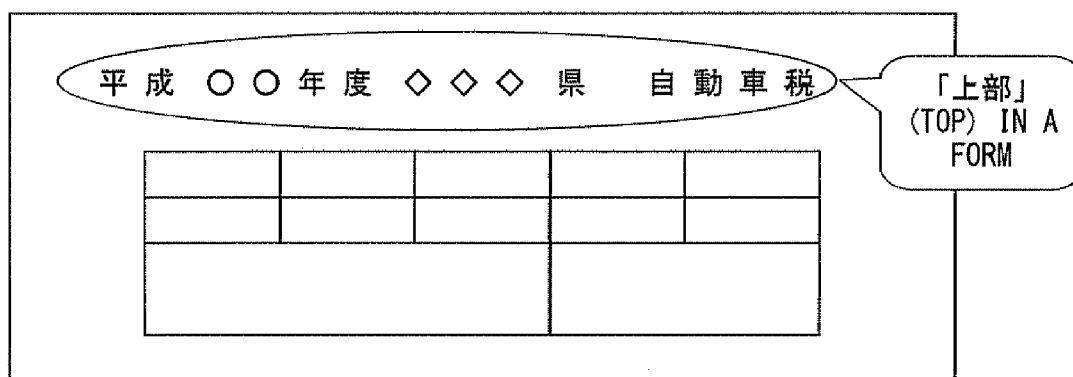 平成 ○○年度 ◇◇◇ 県 自動車税
「上部」
(TOP) IN A
FORM